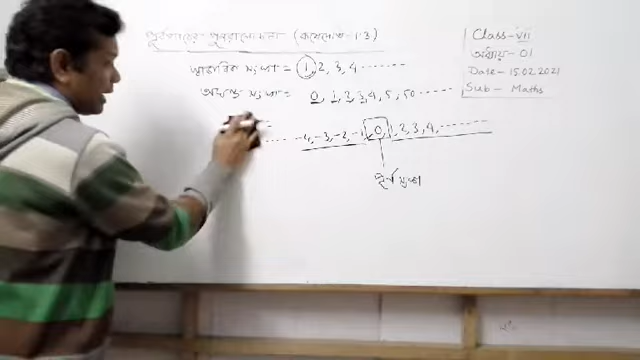 পূর্বপাঠের পুনরালোচনা (কষেদেখি-1·3)
স্বাভাবিক সংখ্যা = 1, 2, 3, 4 ........
অখণ্ড সংখ্যা = 0, 1, 2, 3, 4, 5, 50 ......
...... -4, -3, -2, -1, 0, 1, 2, 3, 4, ........
পূর্ণসংখ্যা
Class - VII
অধ্যায় - 01
Date - 15.02.2021
Sub - Maths